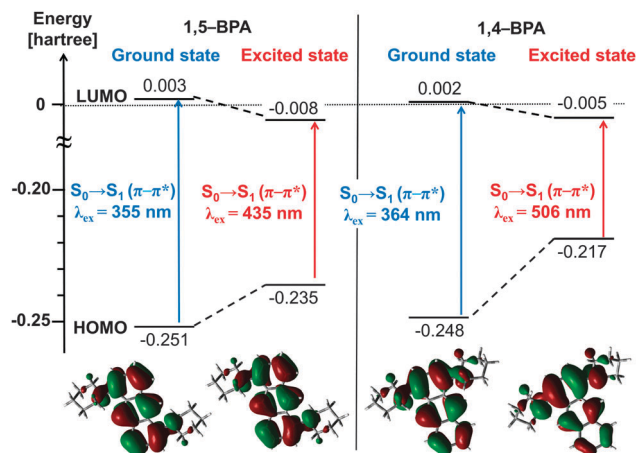 Energy
[hartree]
1,5–BPA
1,4–BPA
Ground state
Excited state
Ground state
Excited state
LUMO
0.003
-0.008
0.002
-0.005
0
≈
-0.20
S₀→S₁ (π–π*)
λex = 355 nm
S₀→S₁ (π–π*)
λex = 435 nm
S₀→S₁ (π–π*)
λex = 364 nm
S₀→S₁ (π–π*)
λex = 506 nm
-0.217
-0.235
-0.25
HOMO
-0.251
-0.248